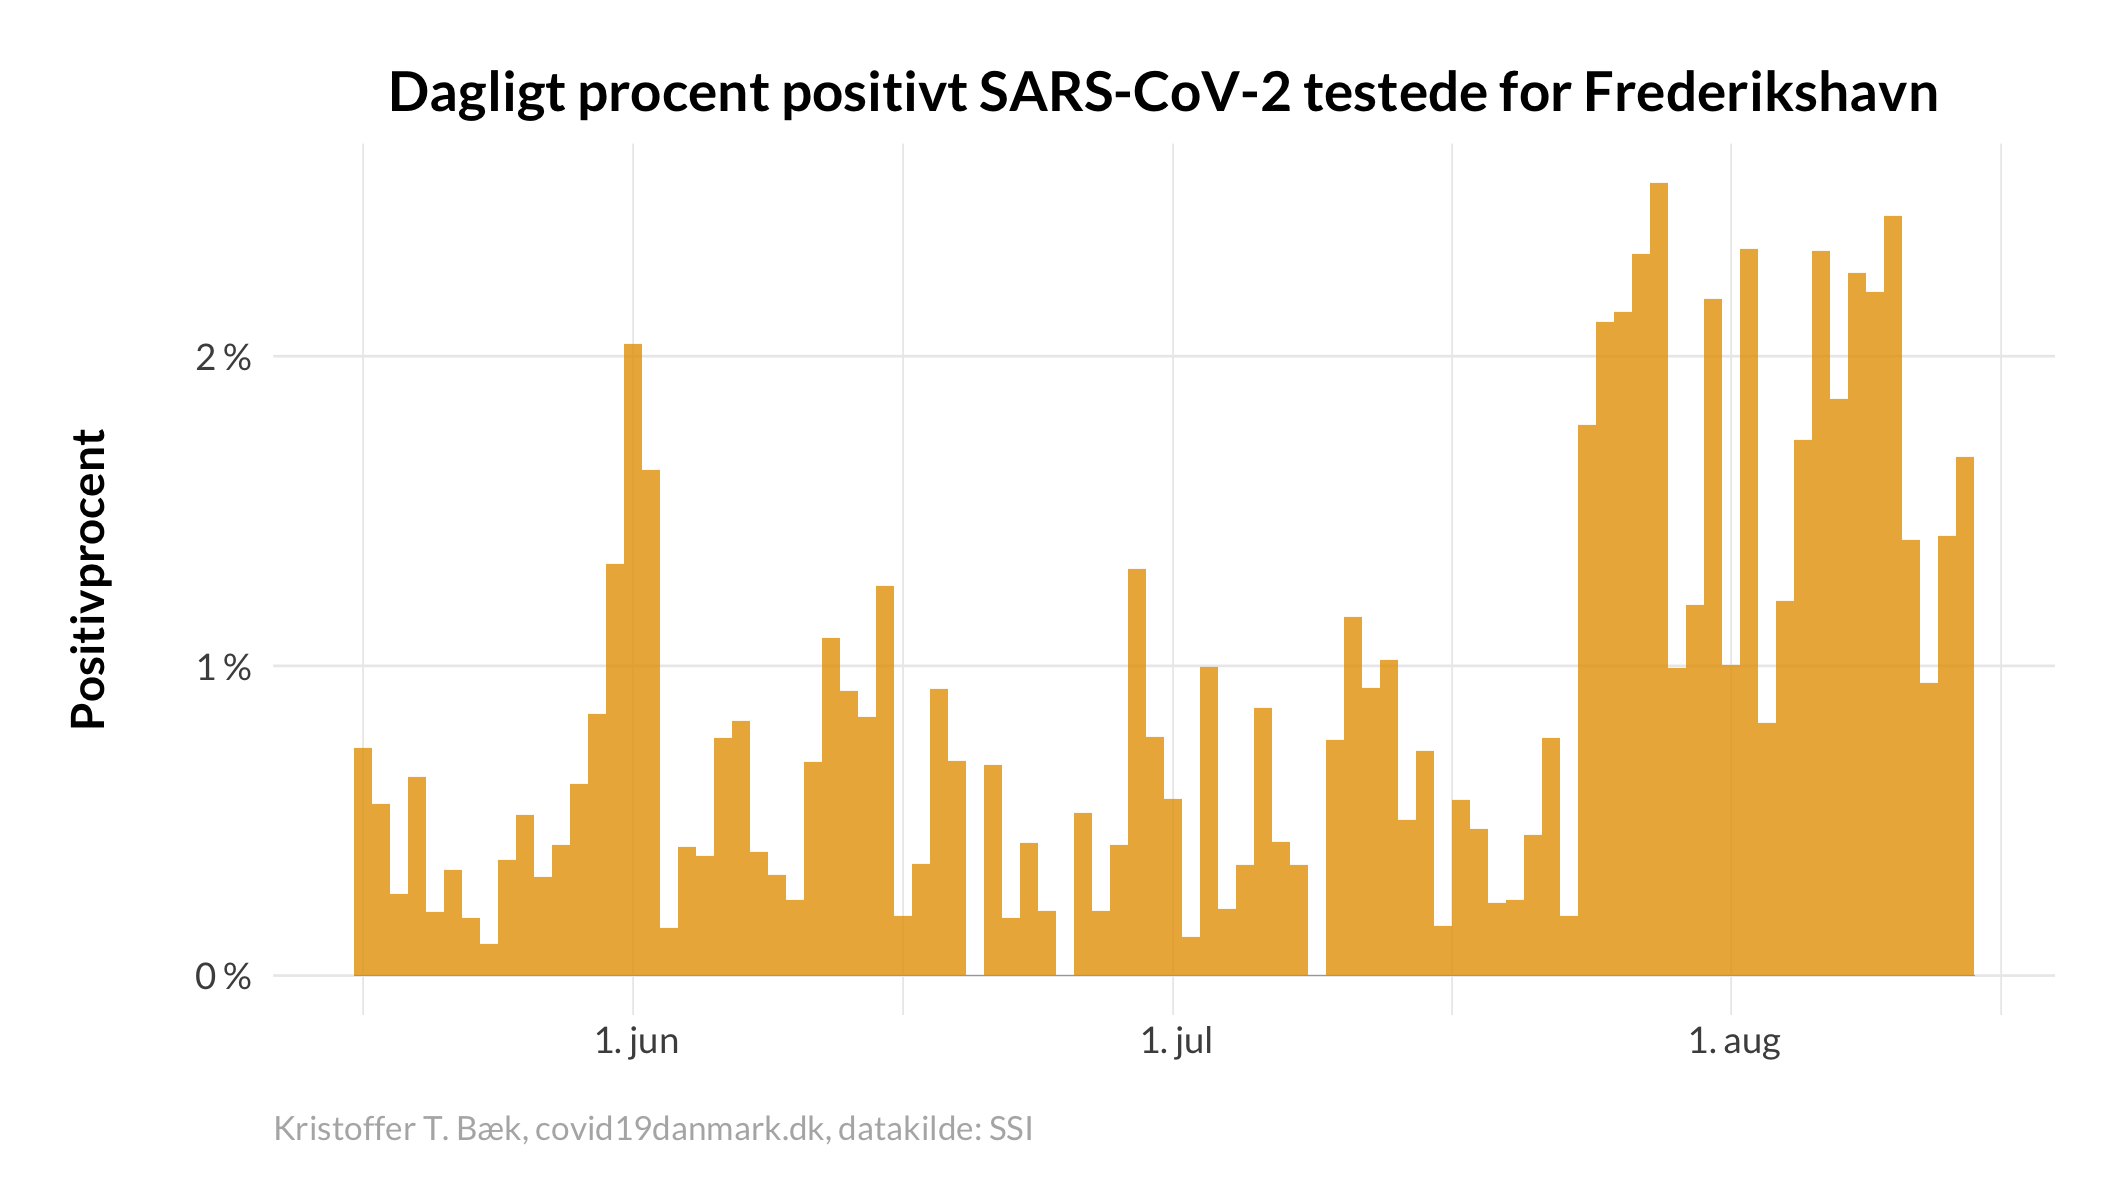 Dagligt procent positivt SARS-CoV-2 testede for Frederikshavn
Positivprocent
2 %
1 %
0 %
1. jun
1. jul
1. aug
Kristoffer T. Bæk, covid19danmark.dk, datakilde: SSI